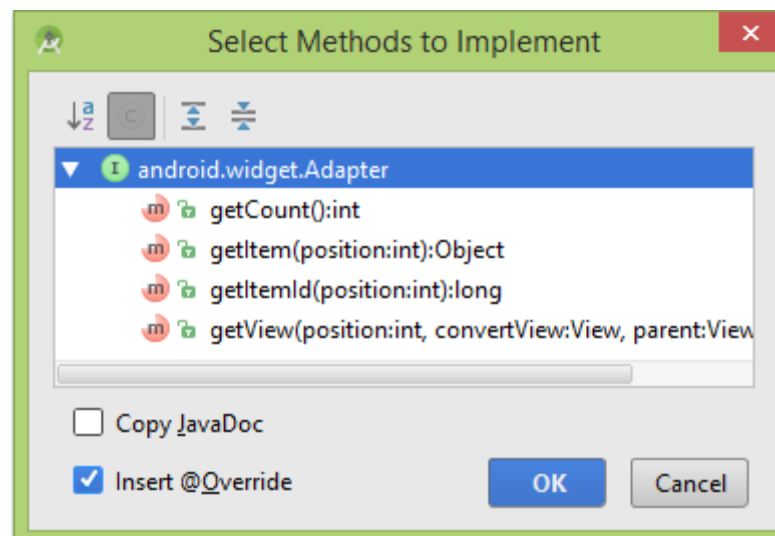 Select Methods to Implement
android.widget.Adapter
getCount():int
getItem(position:int):Object
getItemId(position:int):long
getView(position:int, convertView:View, parent:View
Copy JavaDoc
Insert @Override
OK
Cancel